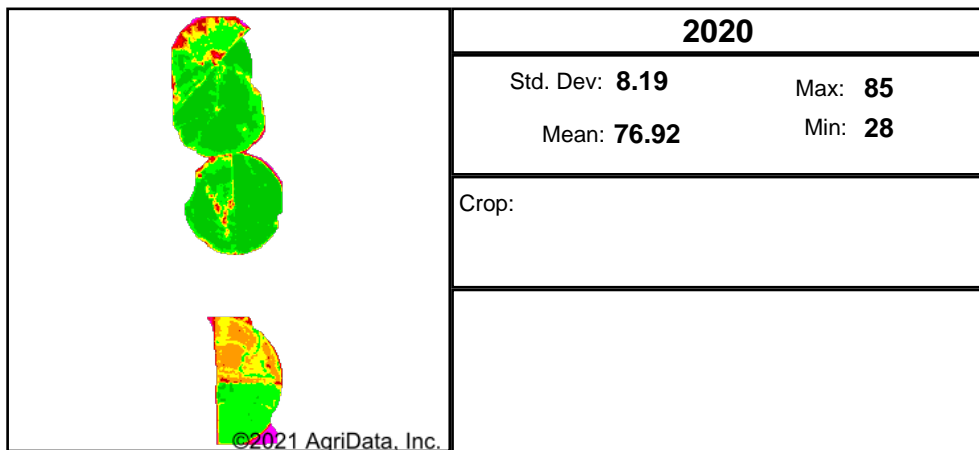 2020
Std. Dev: 8.19
Max: 85
Mean: 76.92
Min: 28
Crop:
©2021 AgriData, Inc.